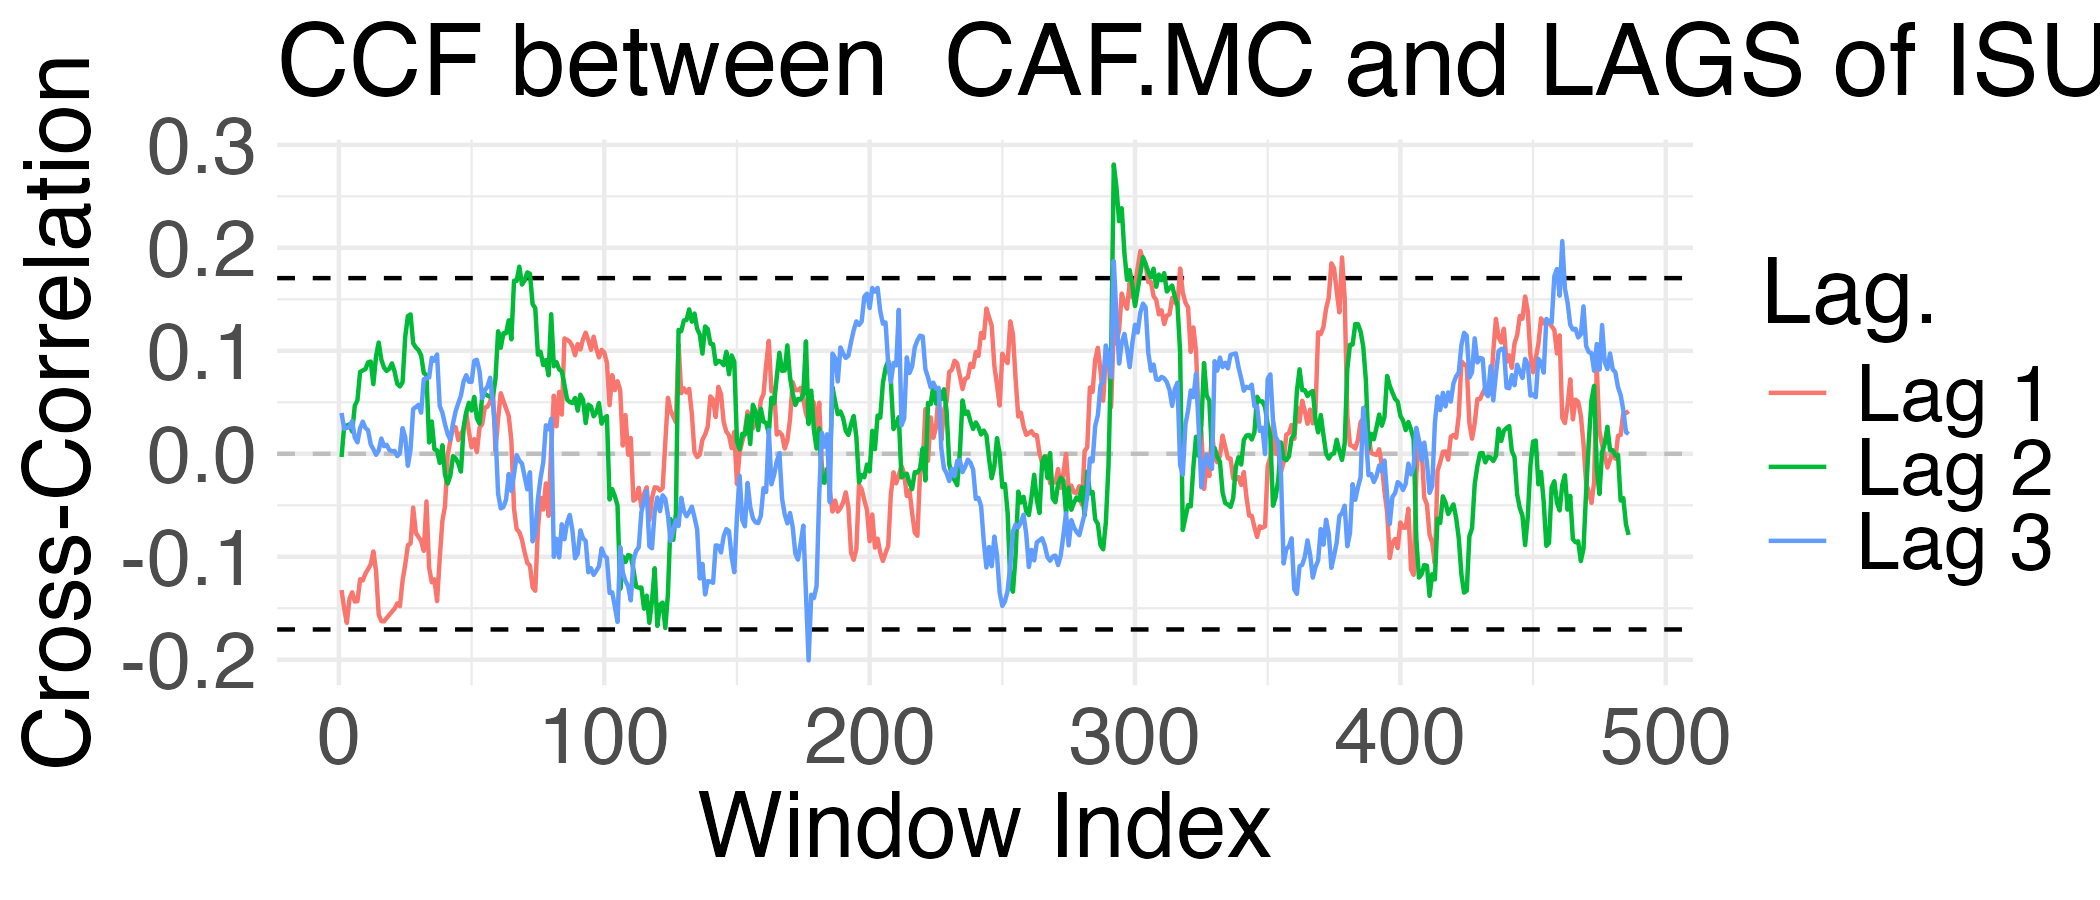 CCF between  CAF.MC and LAGS of ISU
Cross-Correlation
0.3
0.2
0.1
0.0
-0.1
-0.2
0
100
200
300
400
500
Window Index
Lag.
Lag 1
Lag 2
Lag 3